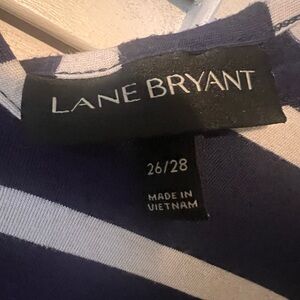 LANE BRYANT
26/28
MADE IN
VIETNAM